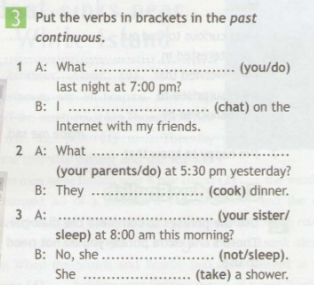 3 Put the verbs in brackets in the past
continuous.
1 A: What .................................. (you/do)
last night at 7:00 pm?
B: I .................................. (chat) on the
Internet with my friends.
2 A: What ..................................................
(your parents/do) at 5:30 pm yesterday?
B: They .......................... (cook) dinner.
3 A: ...................................... (your sister/
sleep) at 8:00 am this morning?
B: No, she .......................... (not/sleep).
She .......................... (take) a shower.